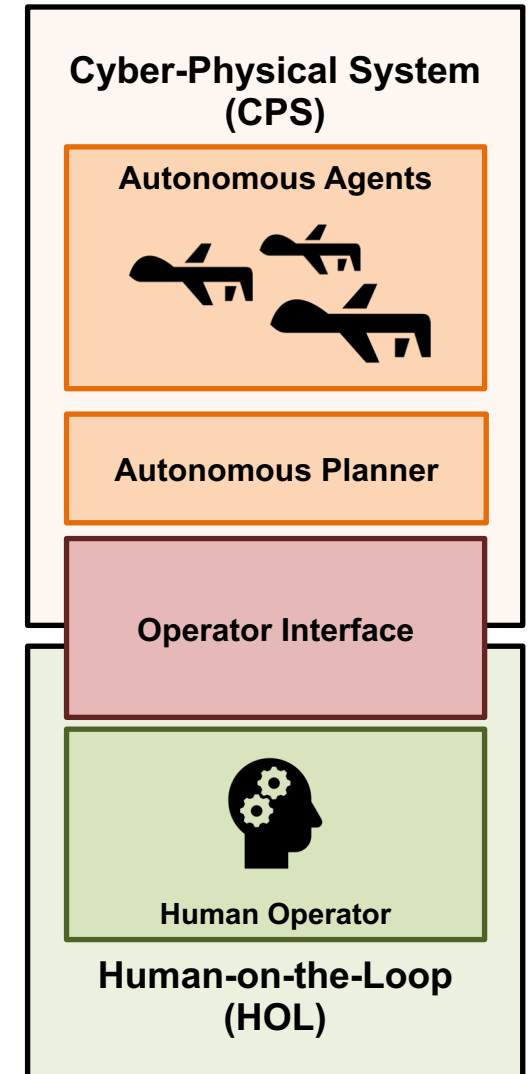 Cyber-Physical System
(CPS)
Autonomous Agents
Autonomous Planner
Operator Interface
Human Operator
Human-on-the-Loop
(HOL)